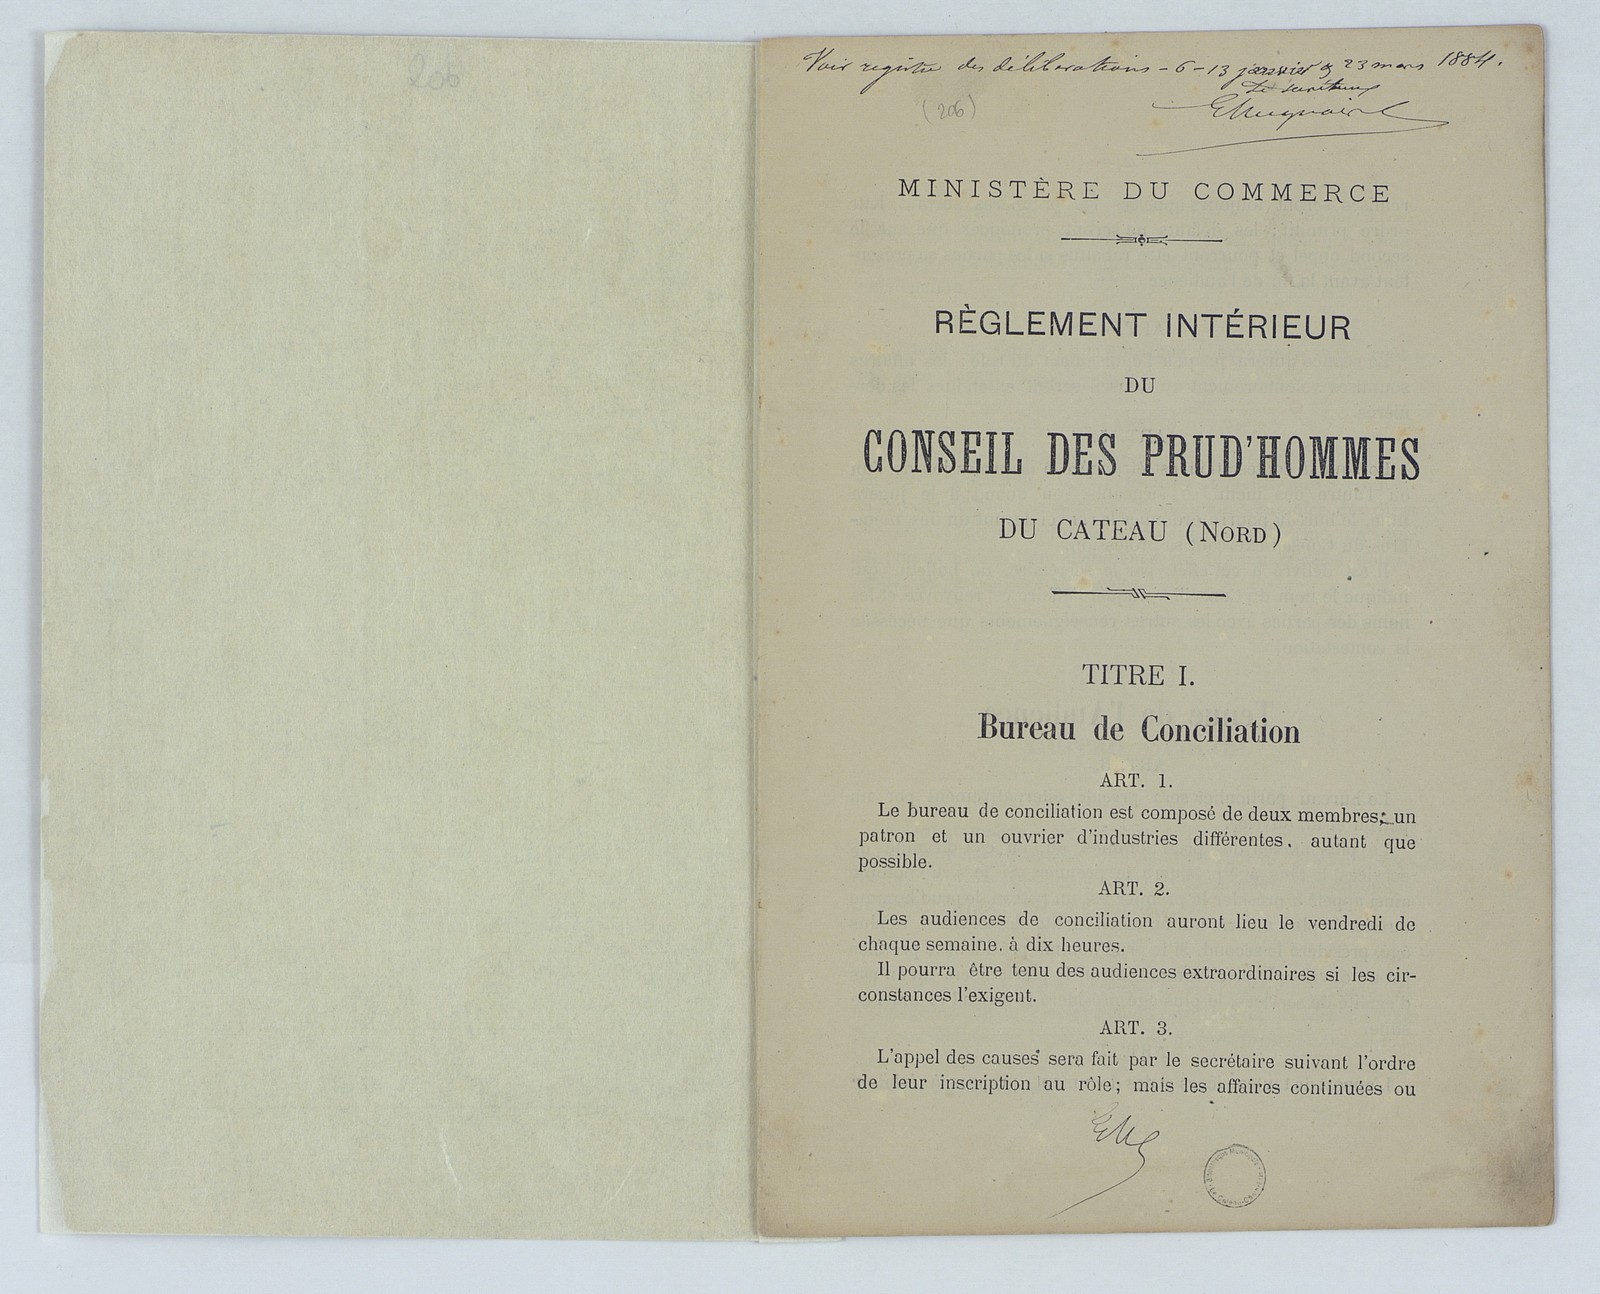 206
Voir registre des délibérations - 6 - 13 janvier & 23 mars 1884.
Le secrétaire
(206)
MINISTÈRE DU COMMERCE
RÈGLEMENT INTÉRIEUR
DU
CONSEIL DES PRUD'HOMMES
DU CATEAU (NORD)
TITRE I.
Bureau de Conciliation
ART. 1.
Le bureau de conciliation est composé de deux membres; un
patron et un ouvrier d'industries différentes, autant que
possible.
ART. 2.
Les audiences de conciliation auront lieu le vendredi de
chaque semaine, à dix heures.
Il pourra être tenu des audiences extraordinaires si les cir-
constances l'exigent.
ART. 3.
L'appel des causes sera fait par le secrétaire suivant l'ordre
de leur inscription au rôle; mais les affaires continuées ou